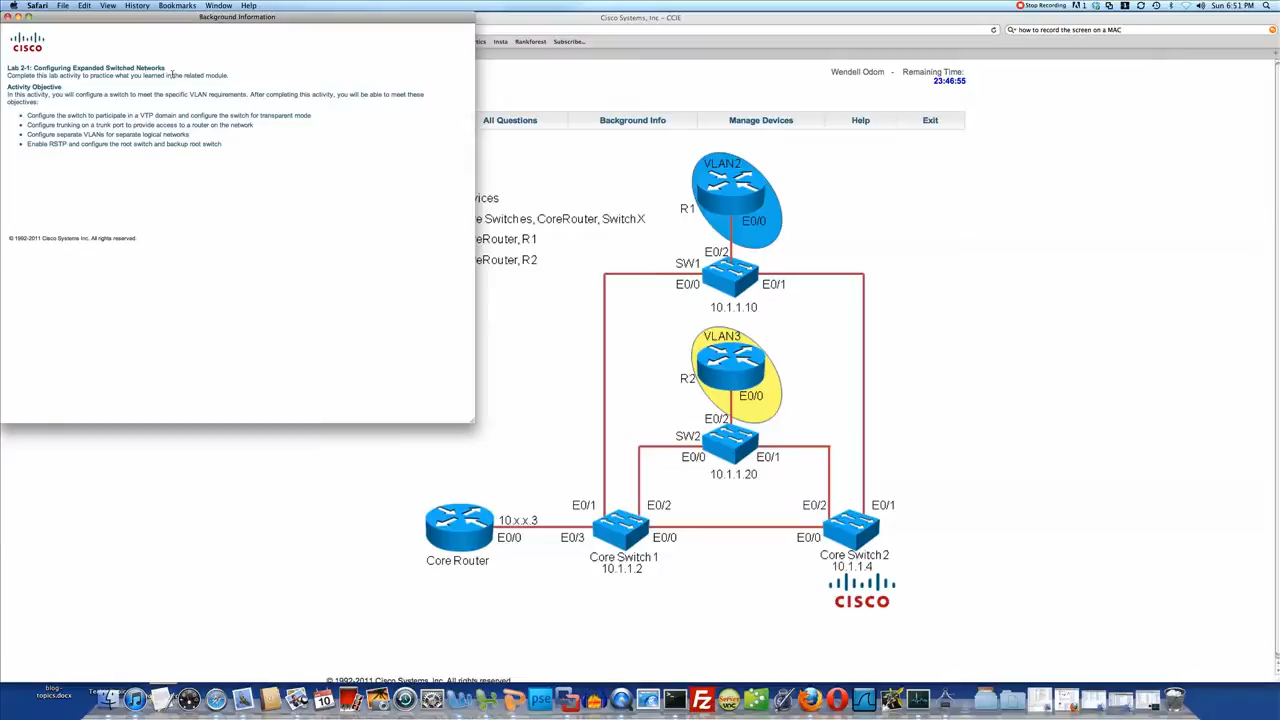 Safari File Edit View History Bookmarks Window Help
Stop Recording
1
Sun 6:51 PM
Background Information
Cisco Systems, Inc – CCIE
how to record the screen on a MAC
Insta Rankforest Subscribe...
CISCO
Lab 2-1: Configuring Expanded Switched Networks
Complete this lab activity to practice what you learned in the related module.
Activity Objective
In this activity, you will configure a switch to meet the specific VLAN requirements. After completing this activity, you will be able to meet these
objectives:
Configure the switch to participate in a VTP domain and configure the switch for transparent mode
Configure trunking on a trunk port to provide access to a router on the network
Configure separate VLANs for separate logical networks
Enable RSTP and configure the root switch and backup root switch
© 1992-2011 Cisco Systems Inc. All rights reserved.
Wendell Odom - Remaining Time:
23:46:55
All Questions Background Info Manage Devices Help Exit
vices
e Switches, CoreRouter, SwitchX
eRouter, R1
eRouter, R2
VLAN2
R1
E0/0
E0/2
SW1
E0/0 E0/1
10.1.1.10
VLAN3
R2
E0/0
E0/2
SW2
E0/0 E0/1
10.1.1.20
E0/1 E0/2 E0/2 E0/1
10.x.x.3
E0/0 E0/3 E0/0 E0/0
Core Router
Core Switch 1
10.1.1.2
Core Switch 2
10.1.1.4
CISCO
© 1992-2011 Cisco Systems Inc. All rights reserved.
blog-
topics.docx